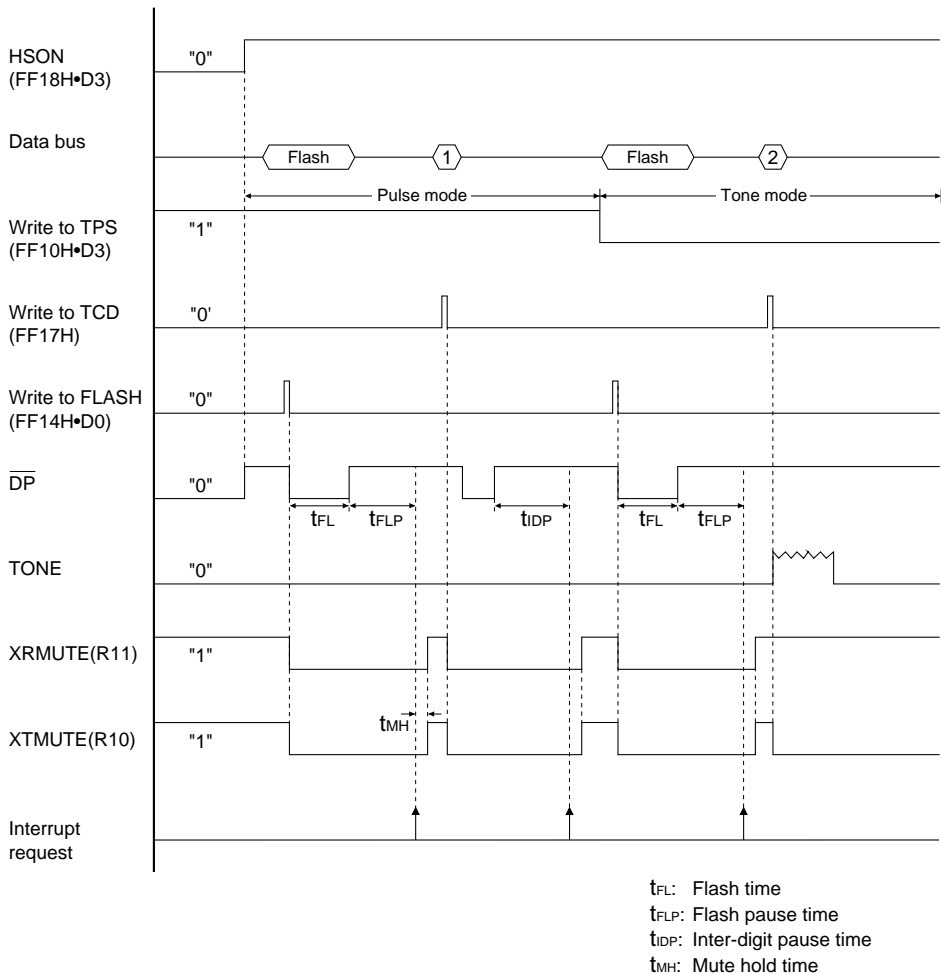 HSON
(FF18H•D3)
"0"
Data bus
Flash
1
Flash
2
Pulse mode
Tone mode
Write to TPS
(FF10H•D3)
"1"
Write to TCD
(FF17H)
"0'
Write to FLASH
(FF14H•D0)
"0"
DP
"0"
tFL
tFLP
tIDP
tFL
tFLP
TONE
"0"
XRMUTE(R11)
"1"
tMH
XTMUTE(R10)
"1"
Interrupt
request
tFL: Flash time
tFLP: Flash pause time
tIDP: Inter-digit pause time
tMH: Mute hold time